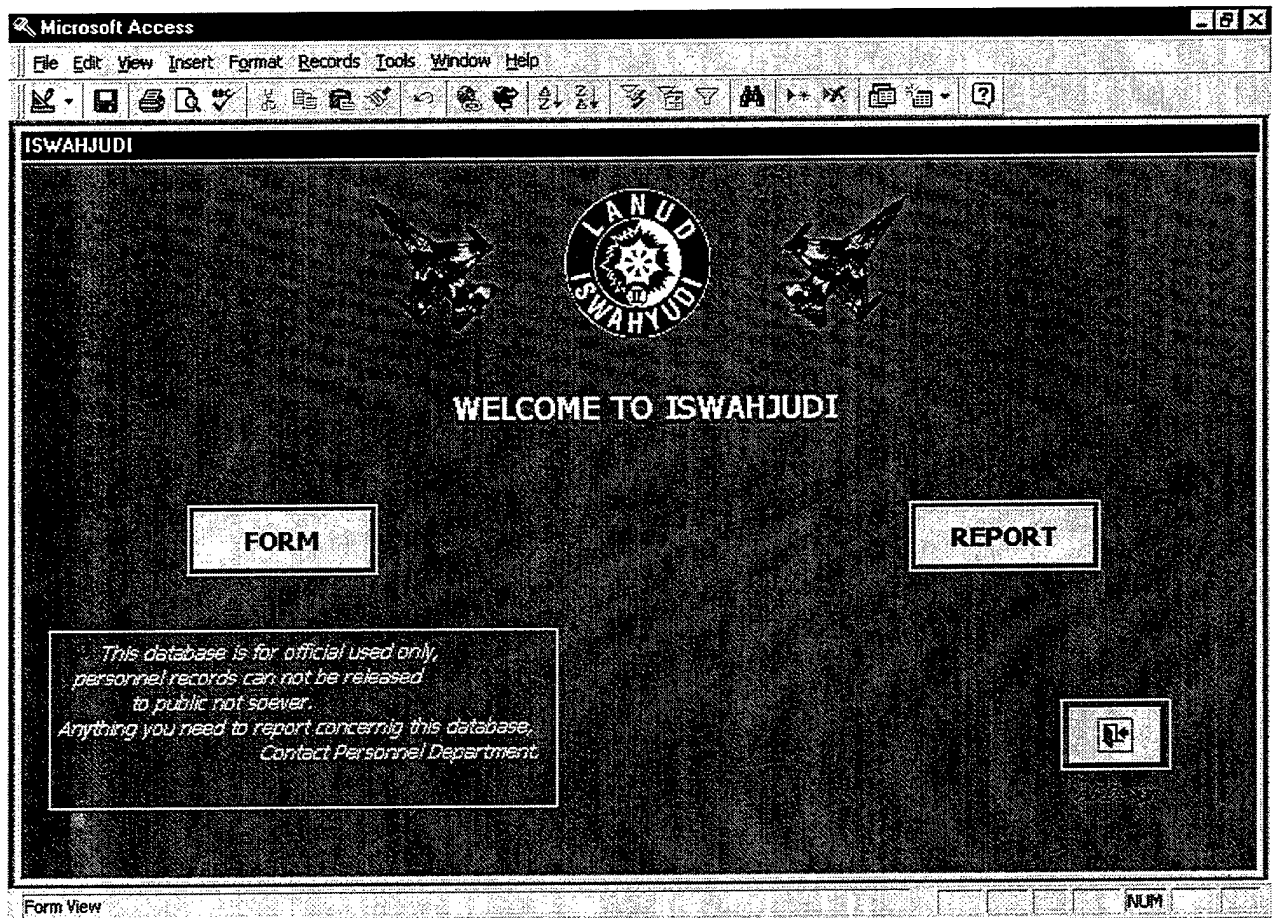 Microsoft Access
File Edit View Insert Format Records Tools Window Help
ISWAHJUDI
LANUD
ISWAHYUDI
WELCOME TO ISWAHJUDI
FORM
REPORT
This database is for official used only,
personnel records can not be released
to public not soever.
Anything you need to report concernig this database,
Contact Personnel Department.
Form View
NUM